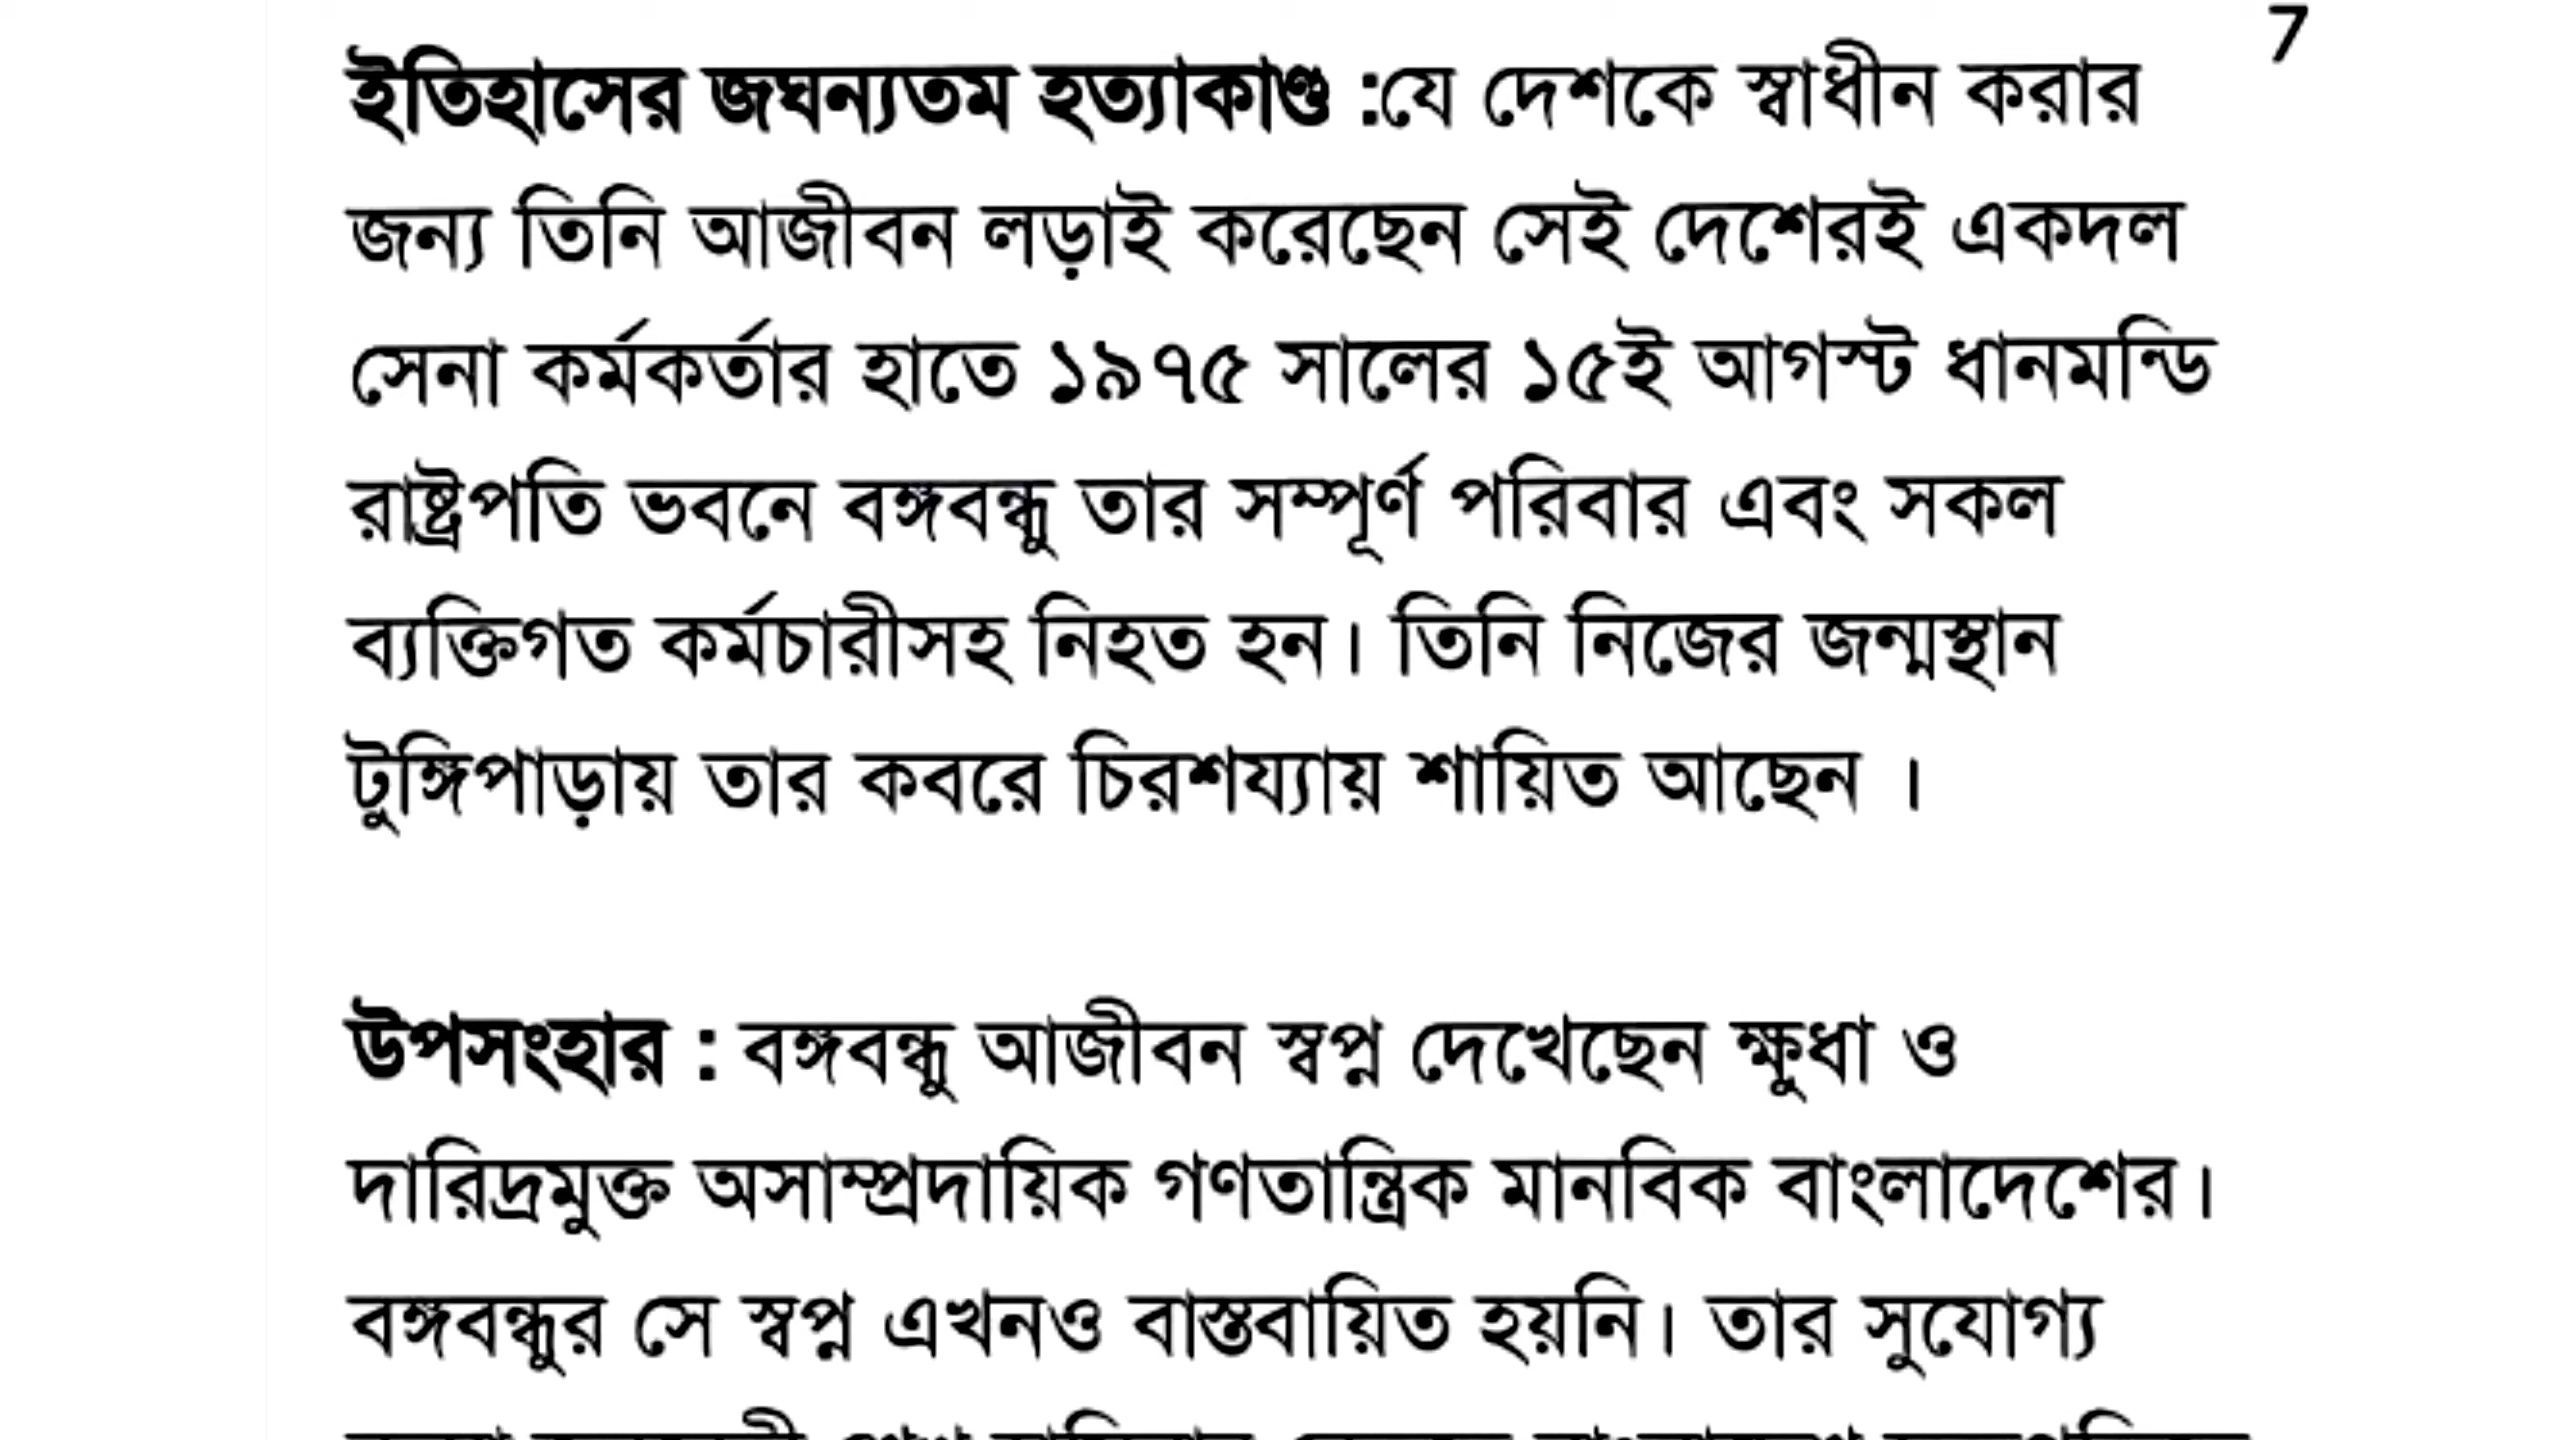 7
ইতিহাসের জঘন্যতম হত্যাকাণ্ড :যে দেশকে স্বাধীন করার
জন্য তিনি আজীবন লড়াই করেছেন সেই দেশেরই একদল
সেনা কর্মকর্তার হাতে ১৯৭৫ সালের ১৫ই আগস্ট ধানমন্ডি
রাষ্ট্রপতি ভবনে বঙ্গবন্ধু তার সম্পূর্ণ পরিবার এবং সকল
ব্যক্তিগত কর্মচারীসহ নিহত হন। তিনি নিজের জন্মস্থান
টুঙ্গিপাড়ায় তার কবরে চিরশয্যায় শায়িত আছেন ।
উপসংহার : বঙ্গবন্ধু আজীবন স্বপ্ন দেখেছেন ক্ষুধা ও
দারিদ্রমুক্ত অসাম্প্রদায়িক গণতান্ত্রিক মানবিক বাংলাদেশের।
বঙ্গবন্ধুর সে স্বপ্ন এখনও বাস্তবায়িত হয়নি। তার সুযোগ্য